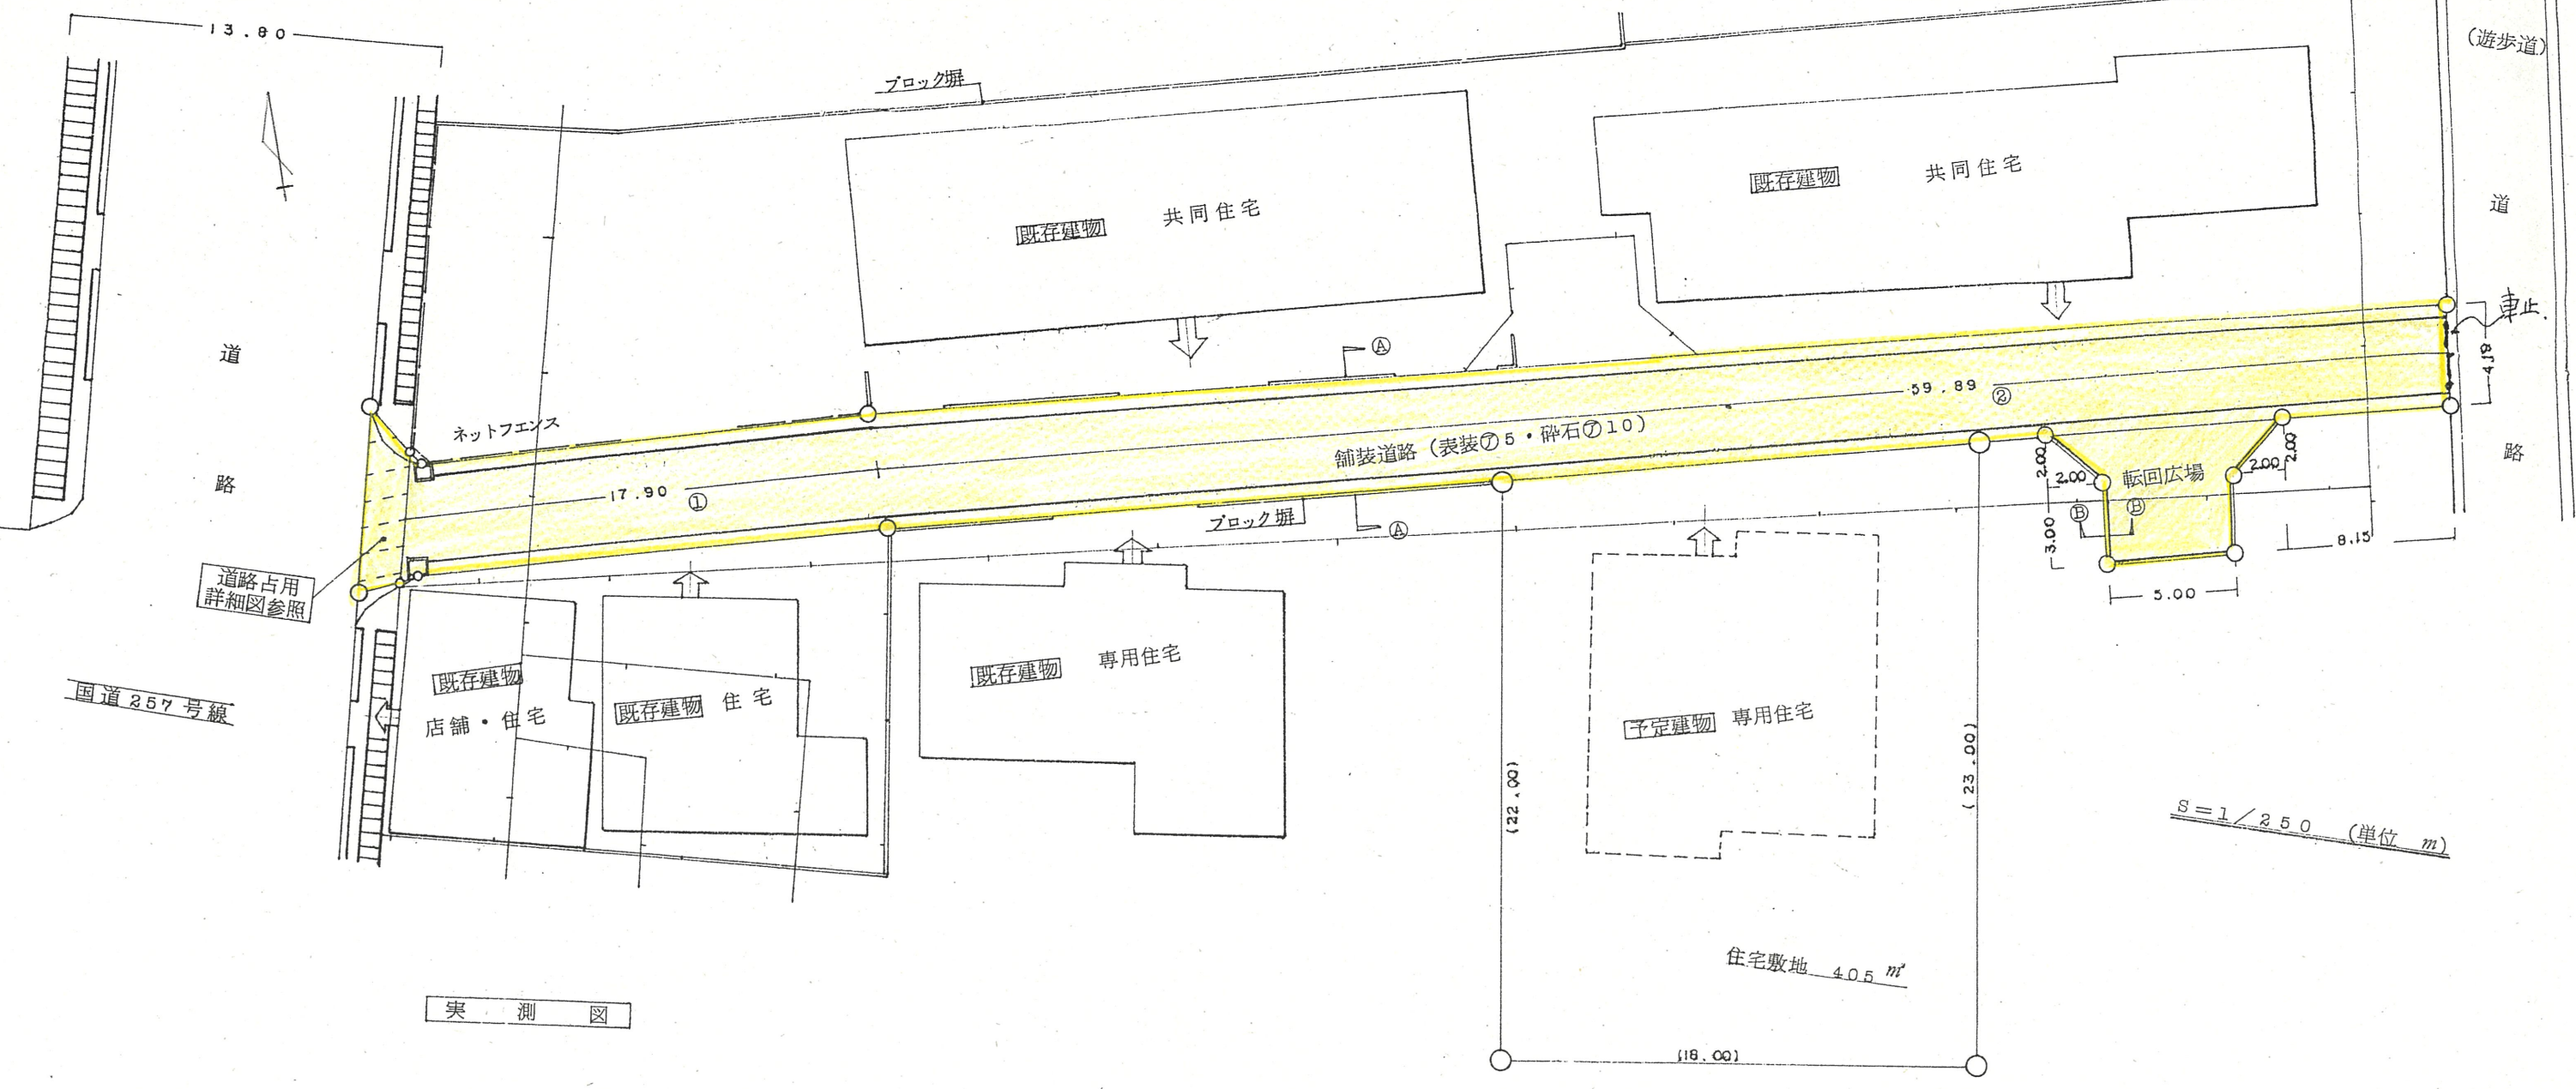 13.80
(遊歩道)
ブロック塀
既存建物 共同住宅
既存建物 共同住宅
道
路
道
路
車止.
4.18
Ⓐ
59.89
②
ネットフエンス
舗装道路 (表装㋐5・砕石㋐10)
17.90
①
2.00
2.00
転回広場
2.00
2.00
Ⓑ
Ⓑ
3.00
8.15
5.00
ブロック塀
Ⓐ
道路占用
詳細図参照
国道257号線
既存建物
店舗・住宅
既存建物 住宅
既存建物 専用住宅
予定建物 専用住宅
(22.00)
(23.00)
S=1/250 (単位 m)
住宅敷地 405㎡
実測図
(18.00)